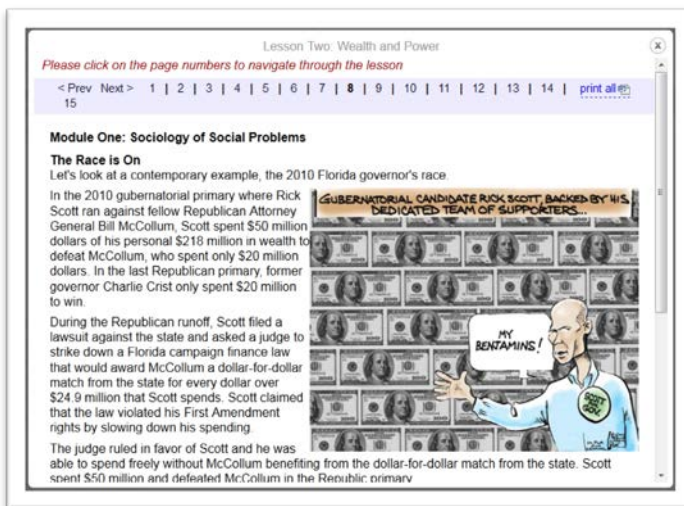 Lesson Two: Wealth and Power
Please click on the page numbers to navigate through the lesson
< Prev Next > 1 | 2 | 3 | 4 | 5 | 6 | 7 | 8 | 9 | 10 | 11 | 12 | 13 | 14 | print all
15
Module One: Sociology of Social Problems
The Race is On
Let's look at a contemporary example, the 2010 Florida governor's race.
In the 2010 gubernatorial primary where Rick
Scott ran against fellow Republican Attorney
General Bill McCollum, Scott spent $50 million
dollars of his personal $218 million in wealth to
defeat McCollum, who spent only $20 million
dollars. In the last Republican primary, former
governor Charlie Crist only spent $20 million
to win.
During the Republican runoff, Scott filed a
lawsuit against the state and asked a judge to
strike down a Florida campaign finance law
that would award McCollum a dollar-for-dollar
match from the state for every dollar over
$24.9 million that Scott spends. Scott claimed
that the law violated his First Amendment
rights by slowing down his spending.
The judge ruled in favor of Scott and he was
able to spend freely without McCollum benefiting from the dollar-for-dollar match from the state. Scott
spent $50 million and defeated McCollum in the Republic primary
GUBERNATORIAL CANDIDATE RICK SCOTT, BACKED BY HIS
DEDICATED TEAM OF SUPPORTERS...
MY
BENJAMINS!
SCOTT
FOR
GOV.